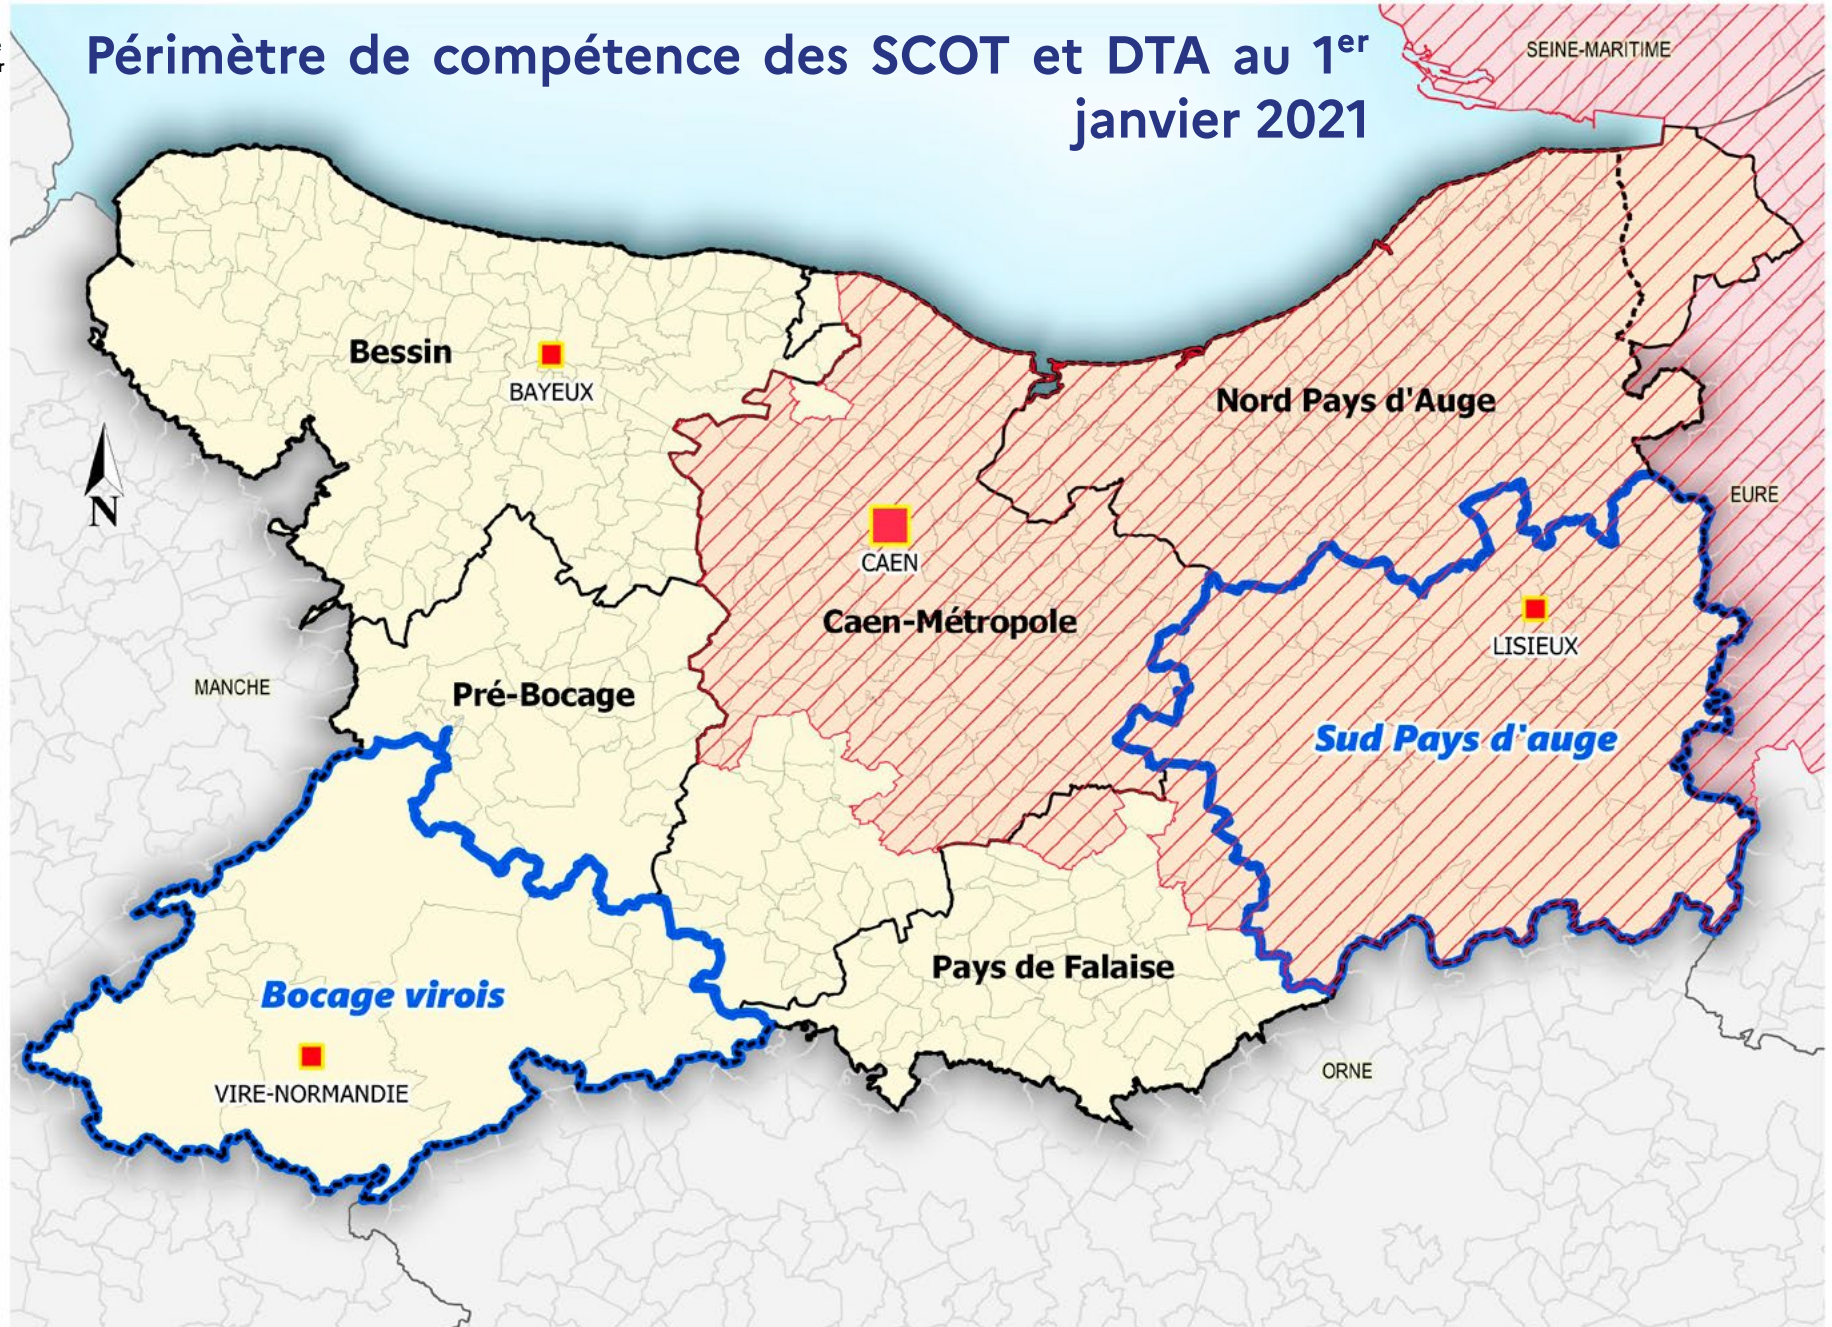 Périmètre de compétence des SCOT et DTA au 1er
janvier 2021
SEINE-MARITIME
Bessin
BAYEUX
Nord Pays d'Auge
N
EURE
CAEN
Caen-Métropole
LISIEUX
MANCHE
Pré-Bocage
Sud Pays d'auge
Pays de Falaise
Bocage virois
VIRE-NORMANDIE
ORNE